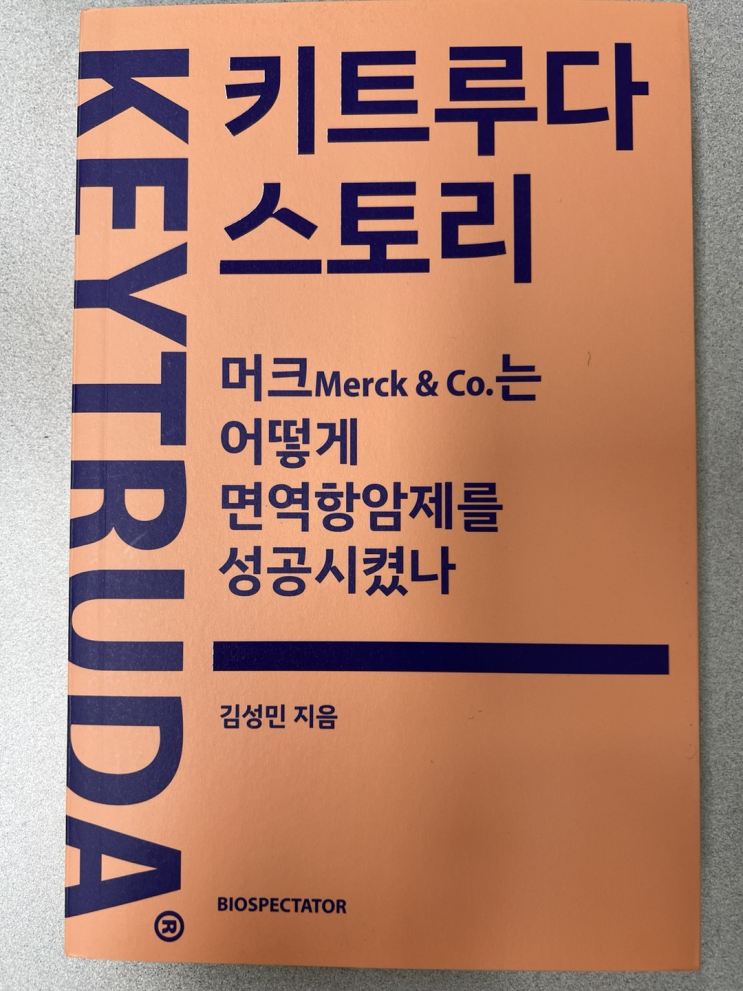 KEYTRUDA®
키트루다
스토리
머크Merck & Co.는
어떻게
면역항암제를
성공시켰나
김성민 지음
BIOSPECTATOR